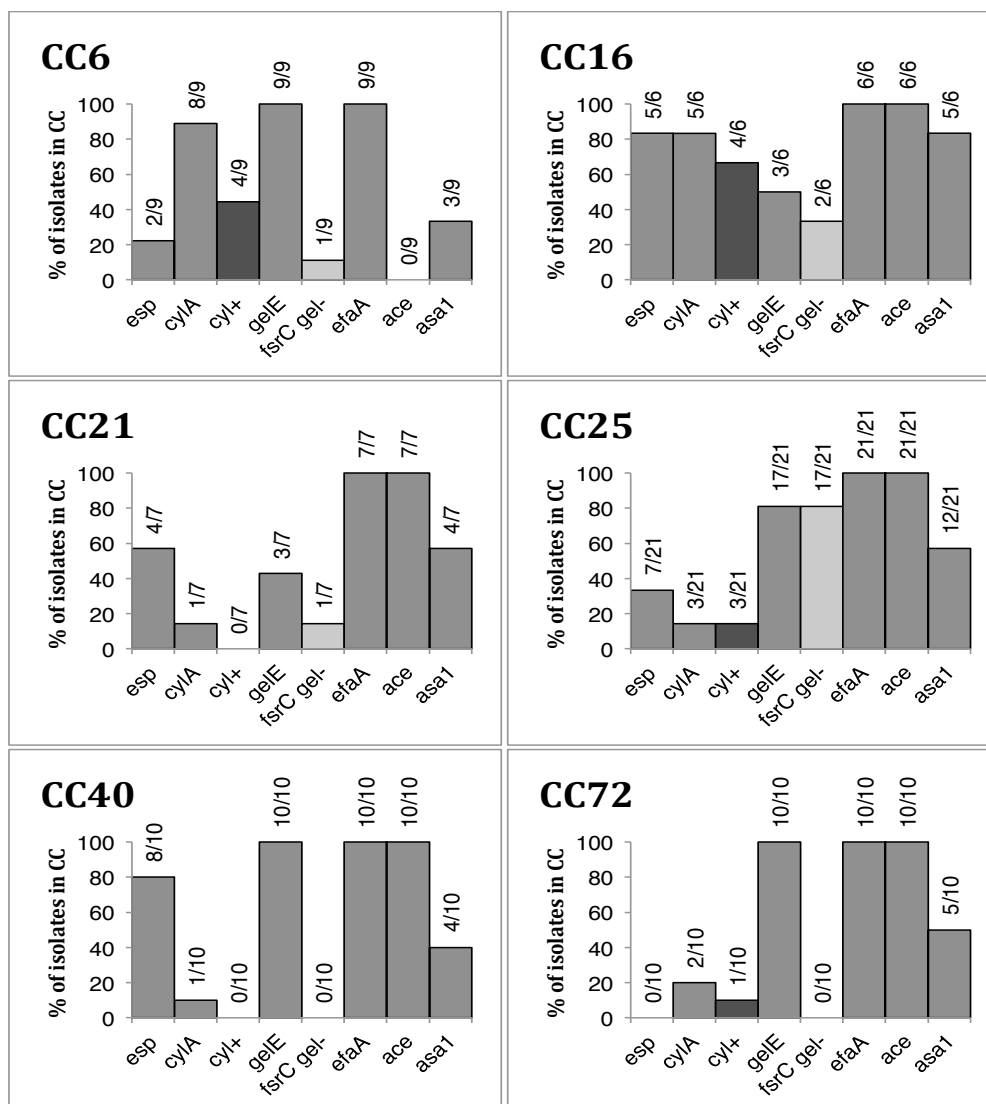 CC6
% of isolates in CC
100
80
60
40
20
0
2/9
8/9
4/9
9/9
1/9
9/9
0/9
3/9
esp
cylA
cyl+
gelE
fsrC gel-
efaA
ace
asa1
CC16
% of isolates in CC
100
80
60
40
20
0
5/6
5/6
4/6
3/6
2/6
6/6
6/6
5/6
esp
cylA
cyl+
gelE
fsrC gel-
efaA
ace
asa1
CC21
% of isolates in CC
100
80
60
40
20
0
4/7
1/7
0/7
3/7
1/7
7/7
7/7
4/7
esp
cylA
cyl+
gelE
fsrC gel-
efaA
ace
asa1
CC25
% of isolates in CC
100
80
60
40
20
0
7/21
3/21
3/21
17/21
17/21
21/21
21/21
12/21
esp
cylA
cyl+
gelE
fsrC gel-
efaA
ace
asa1
CC40
% of isolates in CC
100
80
60
40
20
0
8/10
1/10
0/10
10/10
0/10
10/10
10/10
4/10
esp
cylA
cyl+
gelE
fsrC gel-
efaA
ace
asa1
CC72
% of isolates in CC
100
80
60
40
20
0
0/10
2/10
1/10
10/10
0/10
10/10
10/10
5/10
esp
cylA
cyl+
gelE
fsrC gel-
efaA
ace
asa1